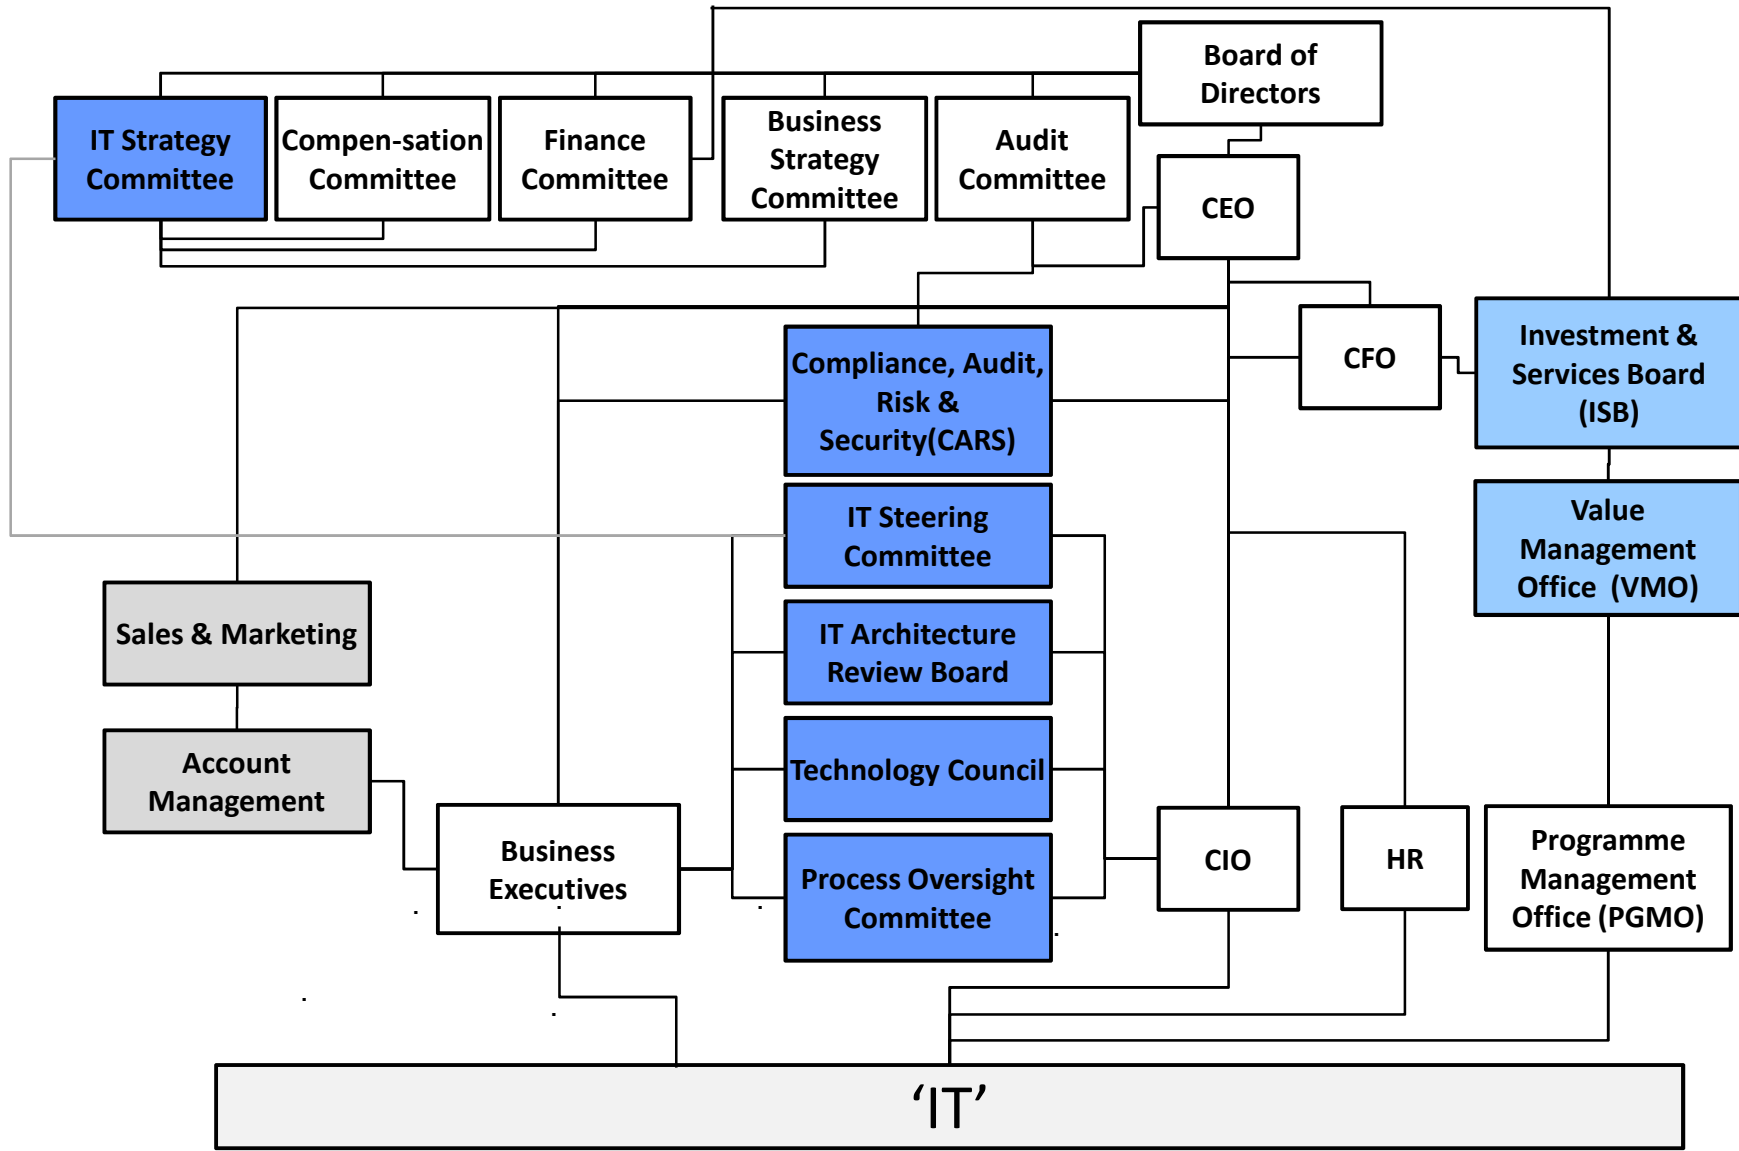 Board of
Directors
IT Strategy
Committee
Compen-sation
Committee
Finance
Committee
Business
Strategy
Committee
Audit
Committee
CEO
Compliance, Audit,
Risk &
Security(CARS)
CFO
Investment &
Services Board
(ISB)
IT Steering
Committee
Value
Management
Office  (VMO)
Sales & Marketing
IT Architecture
Review Board
Account
Management
Technology Council
Business
Executives
Process Oversight
Committee
CIO
HR
Programme
Management
Office (PGMO)
‘IT’